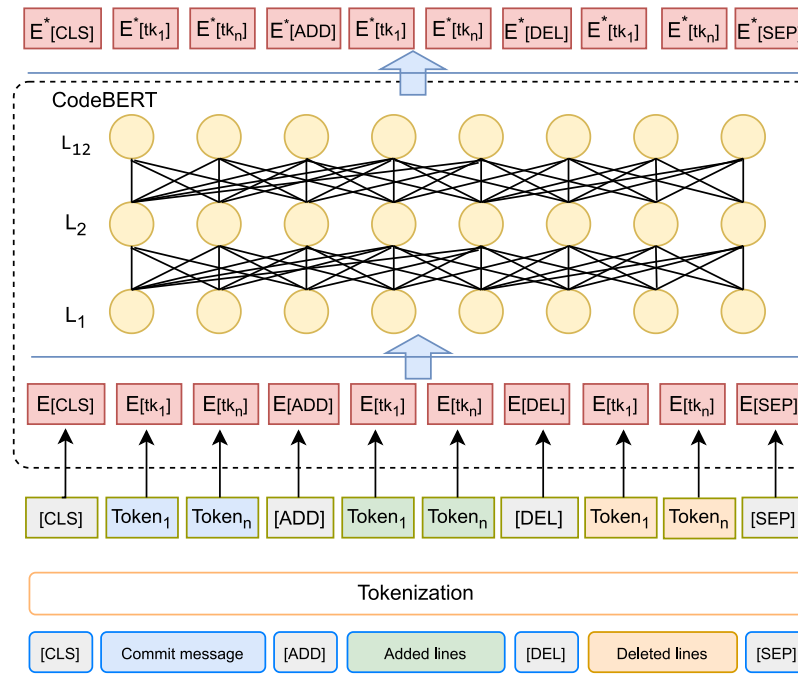 E*[CLS] E*[tk1] E*[tkn] E*[ADD] E*[tk1] E*[tkn] E*[DEL] E*[tk1] E*[tkn] E*[SEP]
CodeBERT
L12
L2
L1
E[CLS] E[tk1] E[tkn] E[ADD] E[tk1] E[tkn] E[DEL] E[tk1] E[tkn] E[SEP]
[CLS] Token1 Tokenn [ADD] Token1 Tokenn [DEL] Token1 Tokenn [SEP]
Tokenization
[CLS] Commit message [ADD] Added lines [DEL] Deleted lines [SEP]